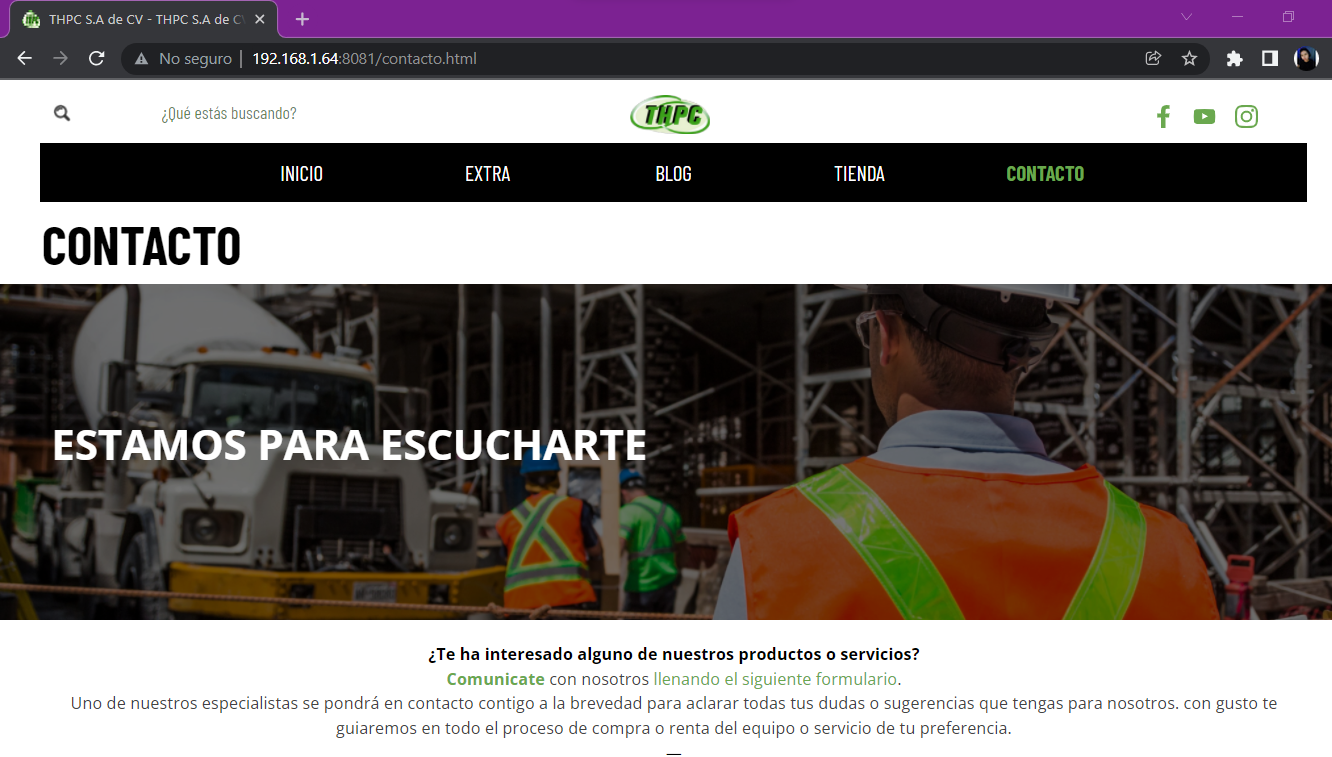 THPC S.A de CV - THPC S.A de CV
No seguro
192.168.1.64:8081/contacto.html
¿Qué estás buscando?
THPC
INICIO EXTRA BLOG TIENDA CONTACTO
CONTACTO
ESTAMOS PARA ESCUCHARTE
¿Te ha interesado alguno de nuestros productos o servicios?
Comunicate con nosotros llenando el siguiente formulario.
Uno de nuestros especialistas se pondrá en contacto contigo a la brevedad para aclarar todas tus dudas o sugerencias que tengas para nosotros. con gusto te
guiaremos en todo el proceso de compra o renta del equipo o servicio de tu preferencia.
—